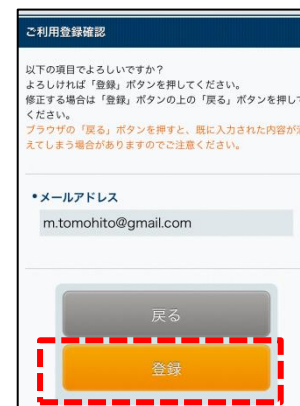 ご利用登録確認
以下の項目でよろしいですか？
よろしければ「登録」ボタンを押してください。
修正する場合は「登録」ボタンの上の「戻る」ボタンを押して
ください。
ブラウザの「戻る」ボタンを押すと、既に入力された内容が消
えてしまう場合がありますのでご注意ください。
•メールアドレス
m.tomohito@gmail.com
戻る
登録